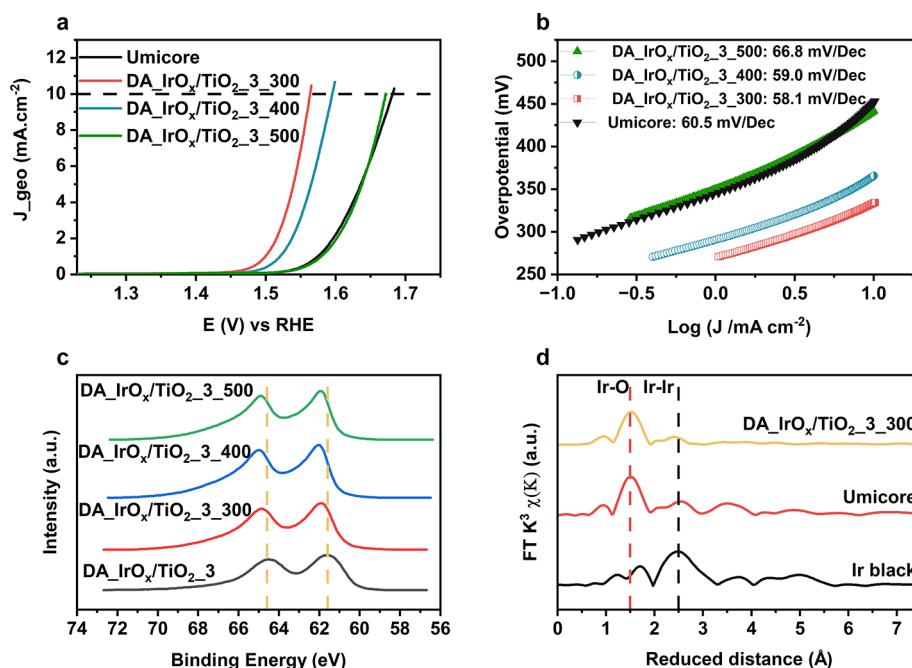 a
Umicore
DA_IrOₓ/TiO₂_3_300
DA_IrOₓ/TiO₂_3_400
DA_IrOₓ/TiO₂_3_500
J_geo (mA.cm⁻²)
12
10
8
6
4
2
0
1.3 1.4 1.5 1.6 1.7
E (V) vs RHE
b
DA_IrOₓ/TiO₂_3_500: 66.8 mV/Dec
DA_IrOₓ/TiO₂_3_400: 59.0 mV/Dec
DA_IrOₓ/TiO₂_3_300: 58.1 mV/Dec
Umicore: 60.5 mV/Dec
Overpotential (mV)
500
450
400
350
300
250
−1.0 −0.5 0.0 0.5 1.0
Log (J /mA cm⁻²)
c
DA_IrOₓ/TiO₂_3_500
DA_IrOₓ/TiO₂_3_400
DA_IrOₓ/TiO₂_3_300
DA_IrOₓ/TiO₂_3
Intensity (a.u.)
74 72 70 68 66 64 62 60 58 56
Binding Energy (eV)
d
Ir-O Ir-Ir
DA_IrOₓ/TiO₂_3_300
Umicore
Ir black
FT K³ χ(K) (a.u.)
0 1 2 3 4 5 6 7
Reduced distance (Å)